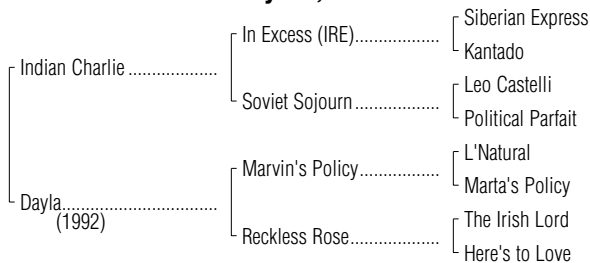 Siberian Express
In Excess (IRE)
Kantado
Indian Charlie
Leo Castelli
Soviet Sojourn
Political Parfait
L'Natural
Marvin's Policy
Marta's Policy
Dayla
(1992)
The Irish Lord
Reckless Rose
Here's to Love